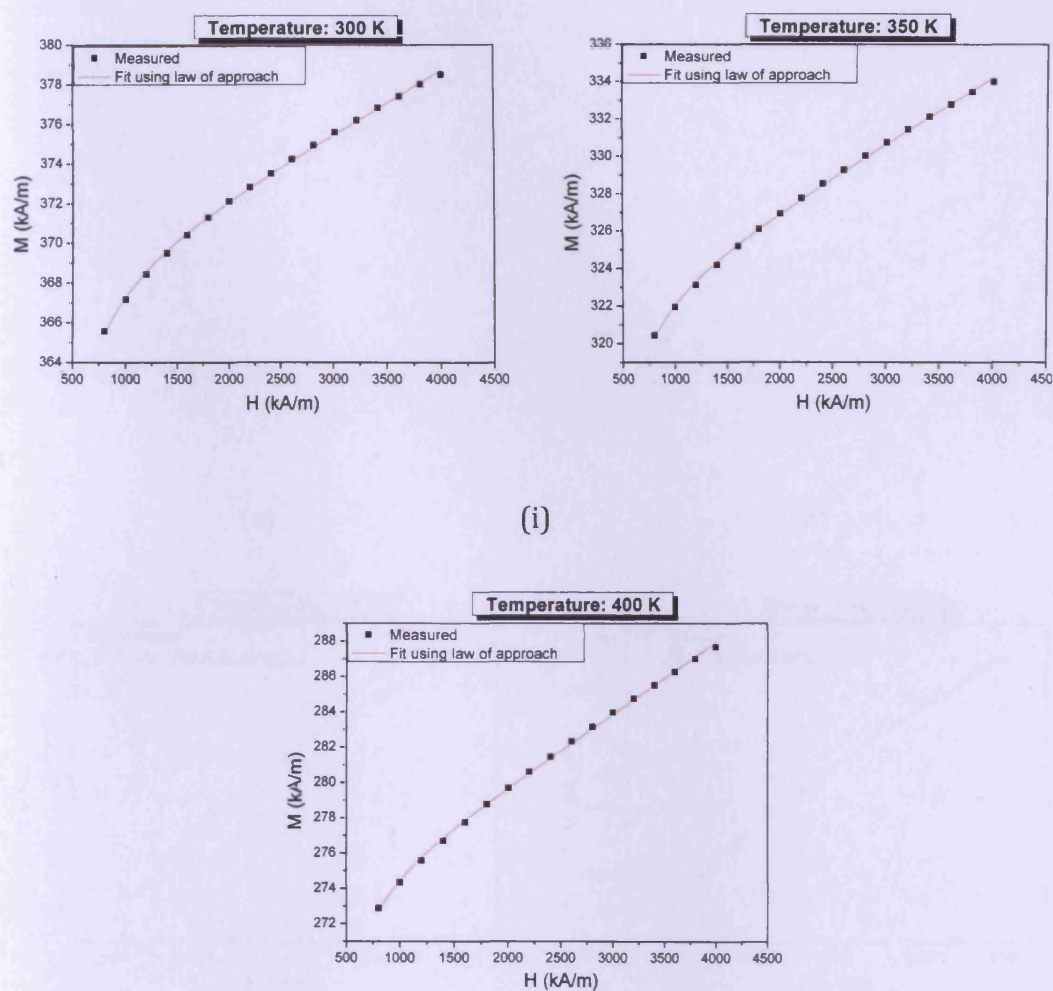 Temperature: 300 K
Measured
Fit using law of approach
380
378
376
374
372
370
368
366
364
M (kA/m)
500 1000 1500 2000 2500 3000 3500 4000 4500
H (kA/m)
Temperature: 350 K
Measured
Fit using law of approach
336
334
332
330
328
326
324
322
320
M (kA/m)
500 1000 1500 2000 2500 3000 3500 4000 450
H (kA/m)
(i)
Temperature: 400 K
Measured
Fit using law of approach
288
286
284
282
280
278
276
274
272
M (kA/m)
500 1000 1500 2000 2500 3000 3500 4000 4500
H (kA/m)